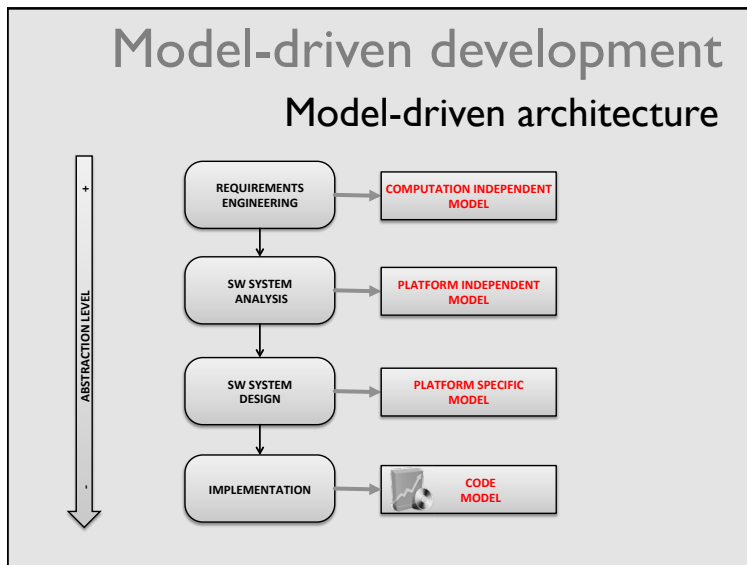 Model-driven development
Model-driven architecture
+
ABSTRACTION LEVEL
-
REQUIREMENTS
ENGINEERING
COMPUTATION INDEPENDENT
MODEL
SW SYSTEM
ANALYSIS
PLATFORM INDEPENDENT
MODEL
SW SYSTEM
DESIGN
PLATFORM SPECIFIC
MODEL
IMPLEMENTATION
CODE
MODEL